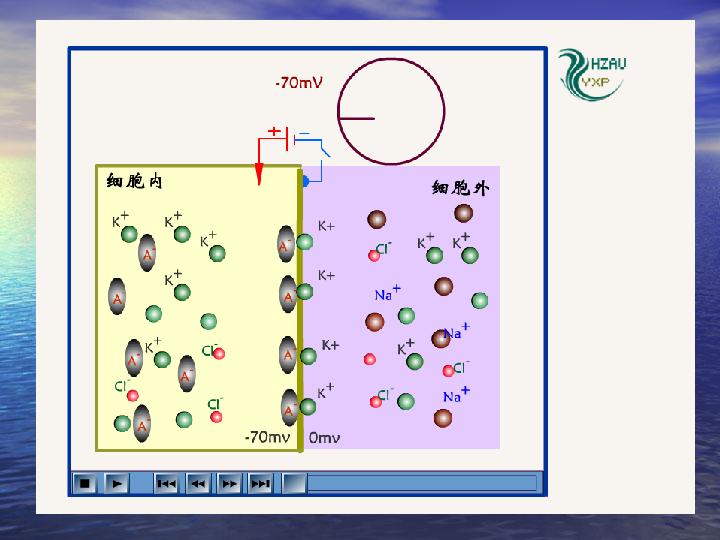 HZAU
YXP
-70mV
+ −
细胞内
细胞外
K+
K+
K+
A-
A-
K+
K+
Cl-
K+
K+
A
K+
A
K+
Na+
K+
A-
Cl-
A-
A
K+
K+
Na+
Cl-
Cl-
A-
Cl-
A-
K+
Cl-
Na+
-70mv
0mv